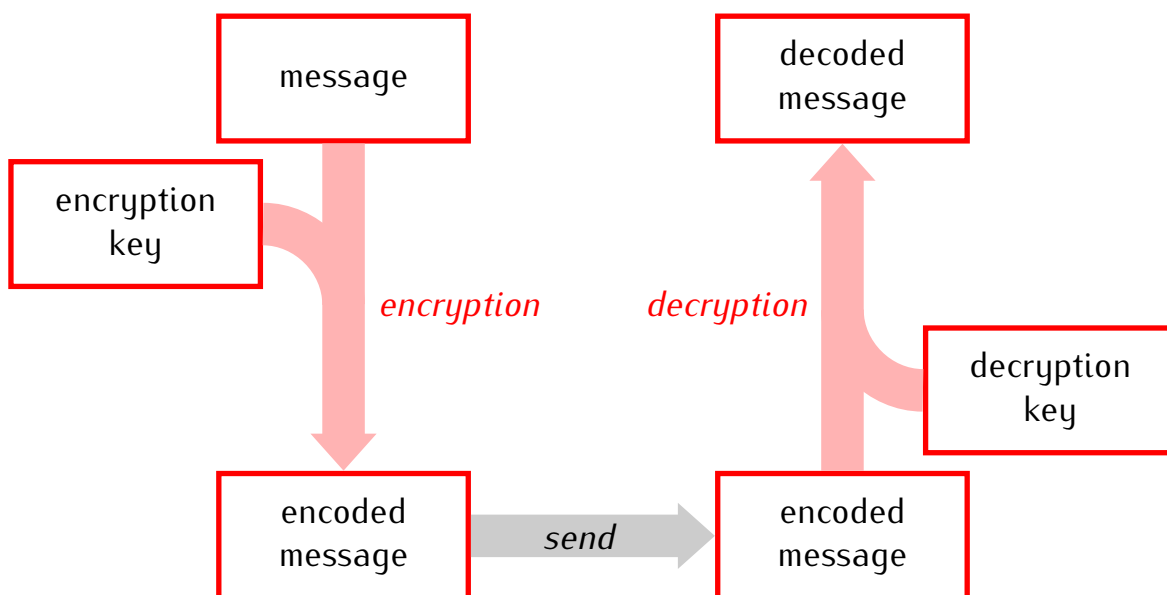 message
encryption
key
encryption
encoded
message
send
encoded
message
decryption
key
decryption
decoded
message